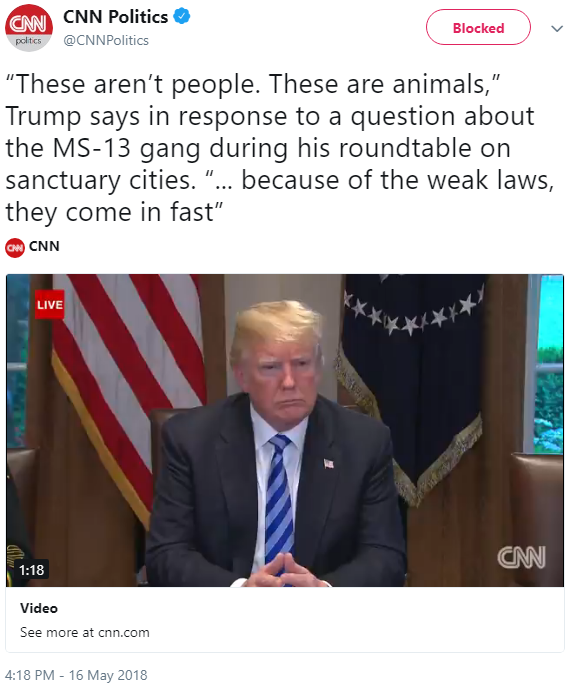 CNN
politics
CNN Politics
@CNNPolitics
Blocked
“These aren’t people. These are animals,”
Trump says in response to a question about
the MS-13 gang during his roundtable on
sanctuary cities. “... because of the weak laws,
they come in fast”
CNN CNN
LIVE
1:18
CNN
Video
See more at cnn.com
4:18 PM - 16 May 2018